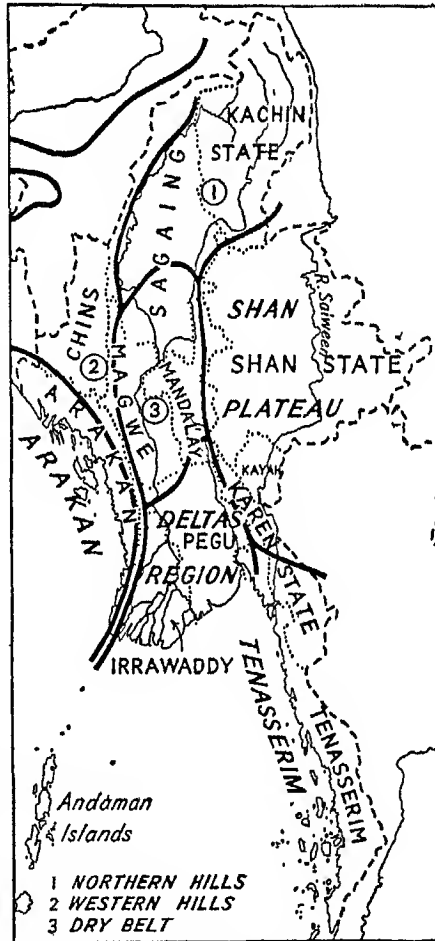 KACHIN
STATE
SAGAING
1
CHINS
2
SHAN
R. Salween
SHAN STATE
PLATEAU
MAGWE
3
MANDALAY
ARAKAN
ARAKAN
KAYAH
KAREN STATE
DELTAS
PEGU
REGION
IRRAWADDY
TENASSERIM
TENASSERIM
Andaman
Islands
1 NORTHERN HILLS
2 WESTERN HILLS
3 DRY BELT